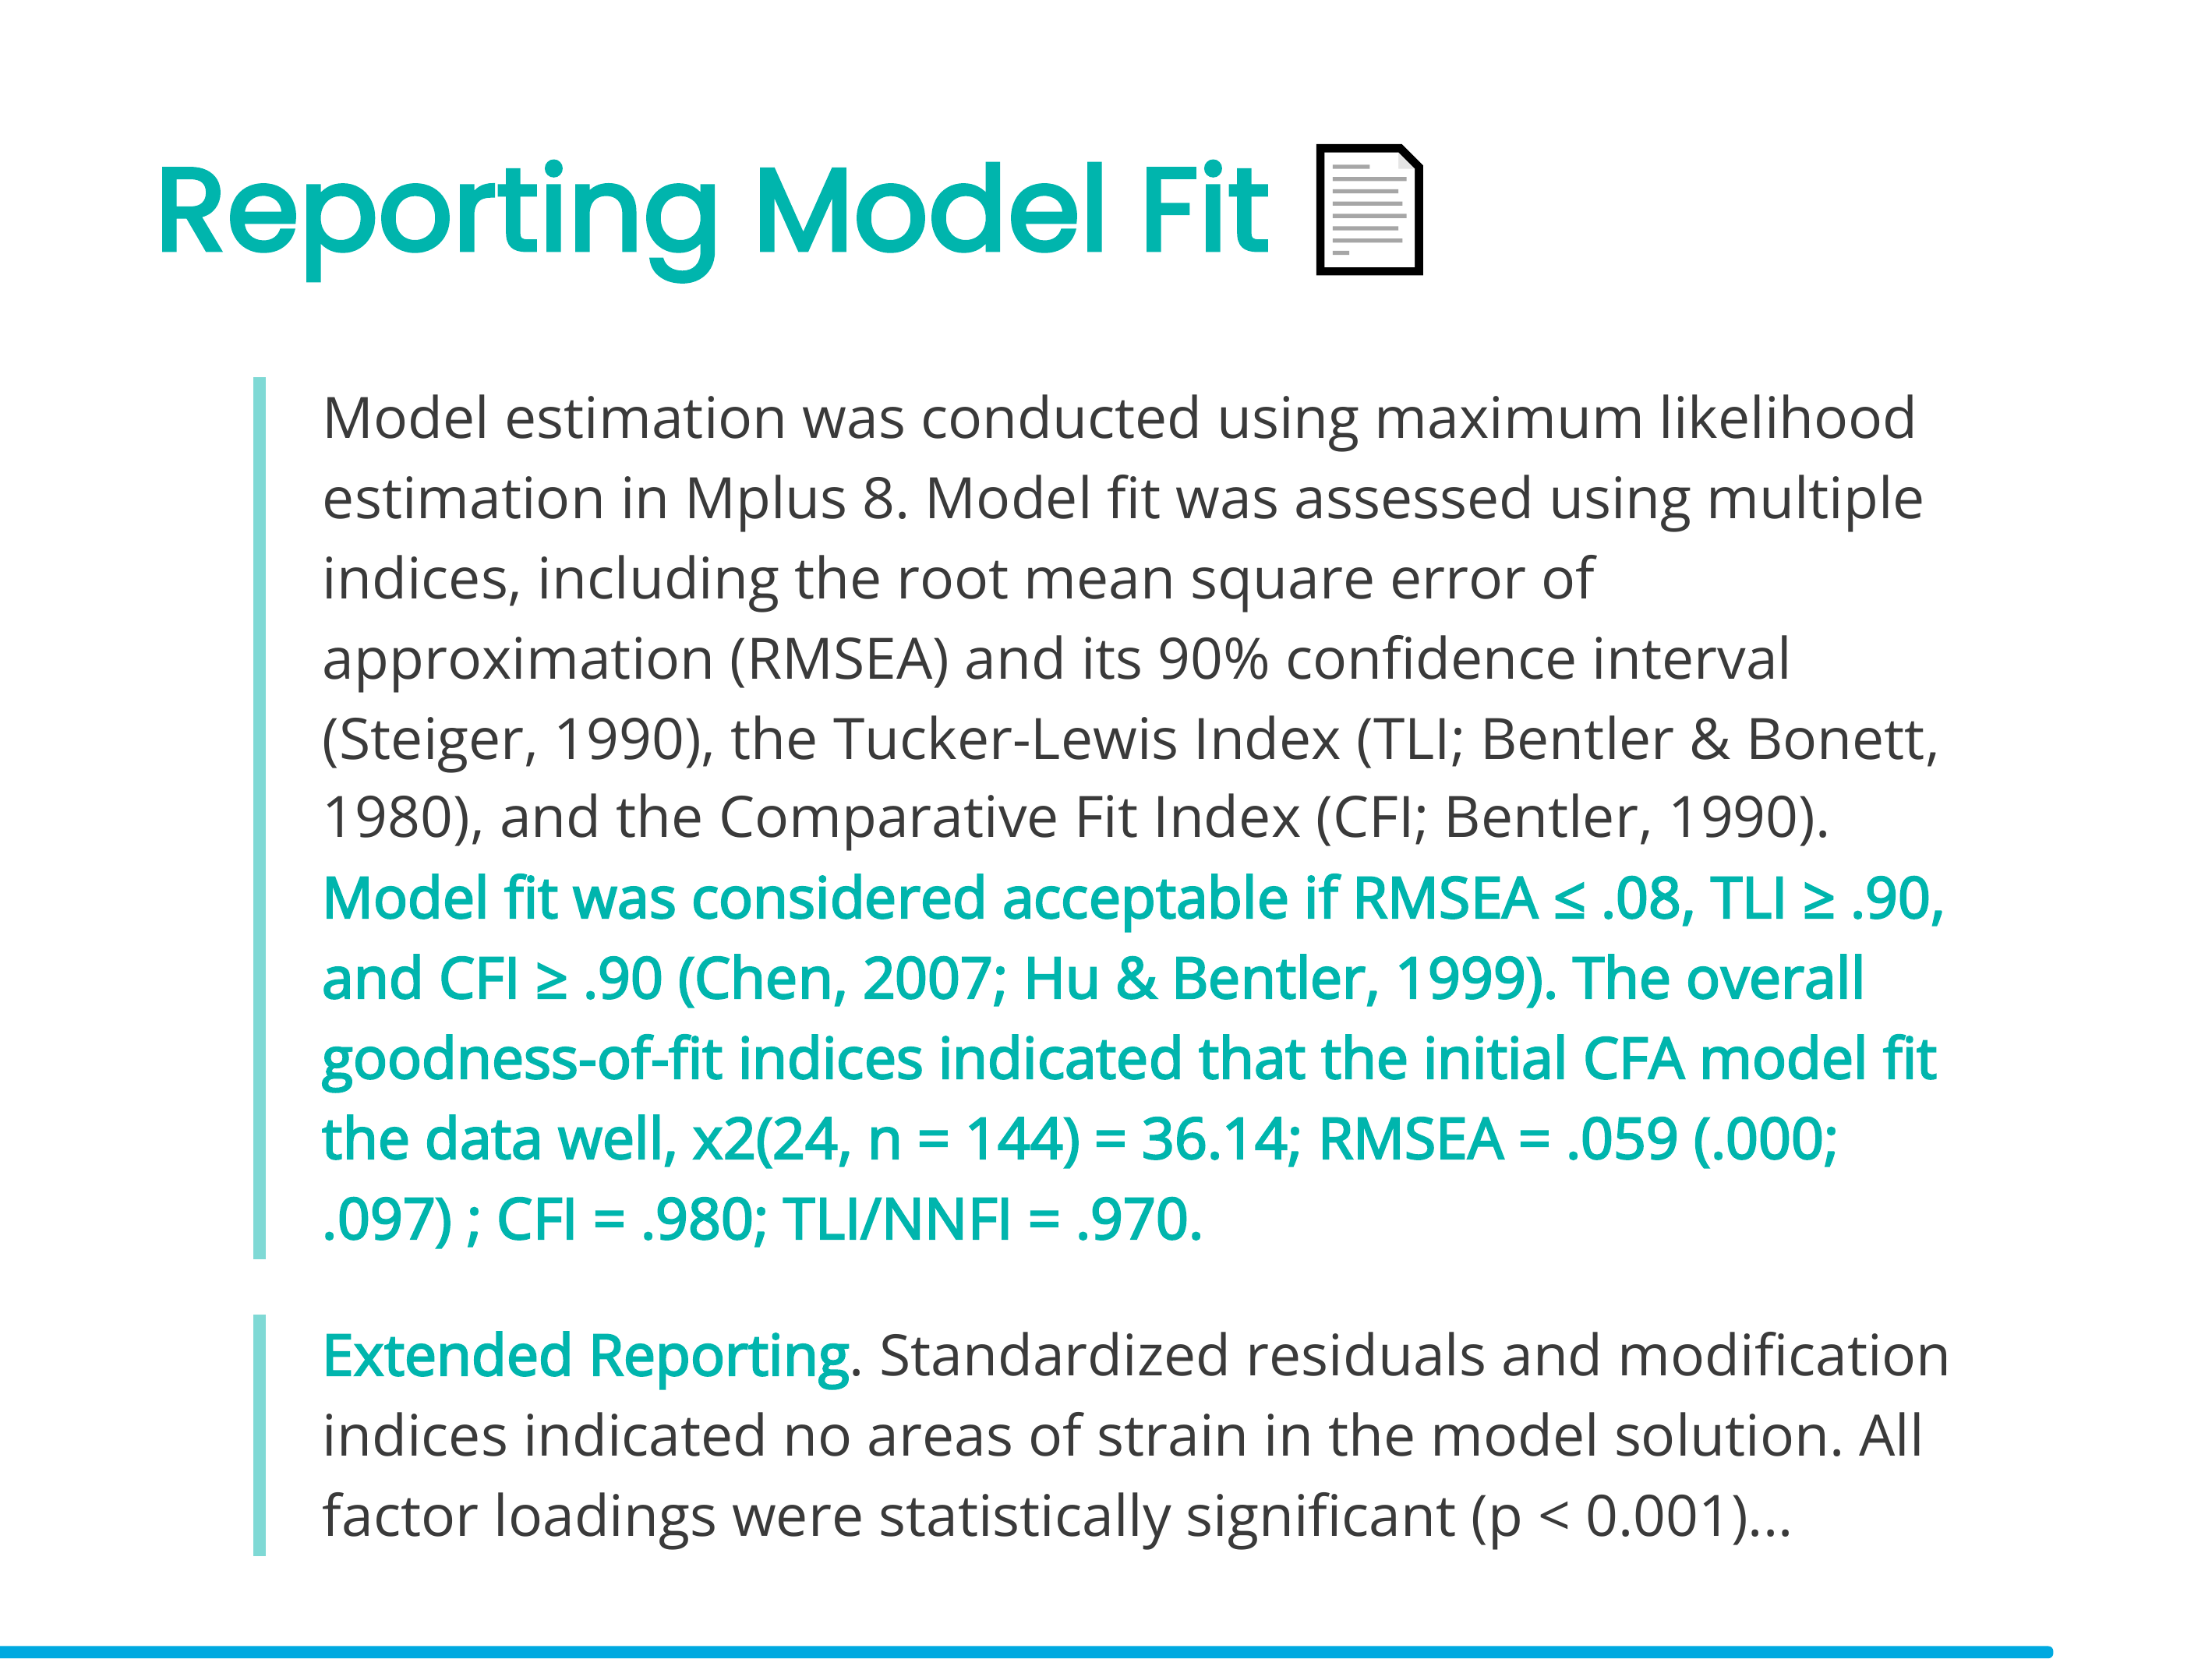 Reporting Model Fit
Model estimation was conducted using maximum likelihood
estimation in Mplus 8. Model fit was assessed using multiple
indices, including the root mean square error of
approximation (RMSEA) and its 90% confidence interval
(Steiger, 1990), the Tucker-Lewis Index (TLI; Bentler & Bonett,
1980), and the Comparative Fit Index (CFI; Bentler, 1990).
Model fit was considered acceptable if RMSEA ≤ .08, TLI ≥ .90,
and CFI ≥ .90 (Chen, 2007; Hu & Bentler, 1999). The overall
goodness-of-fit indices indicated that the initial CFA model fit
the data well, x2(24, n = 144) = 36.14; RMSEA = .059 (.000;
.097) ; CFI = .980; TLI/NNFI = .970.
Extended Reporting. Standardized residuals and modification
indices indicated no areas of strain in the model solution. All
factor loadings were statistically significant (p < 0.001)...